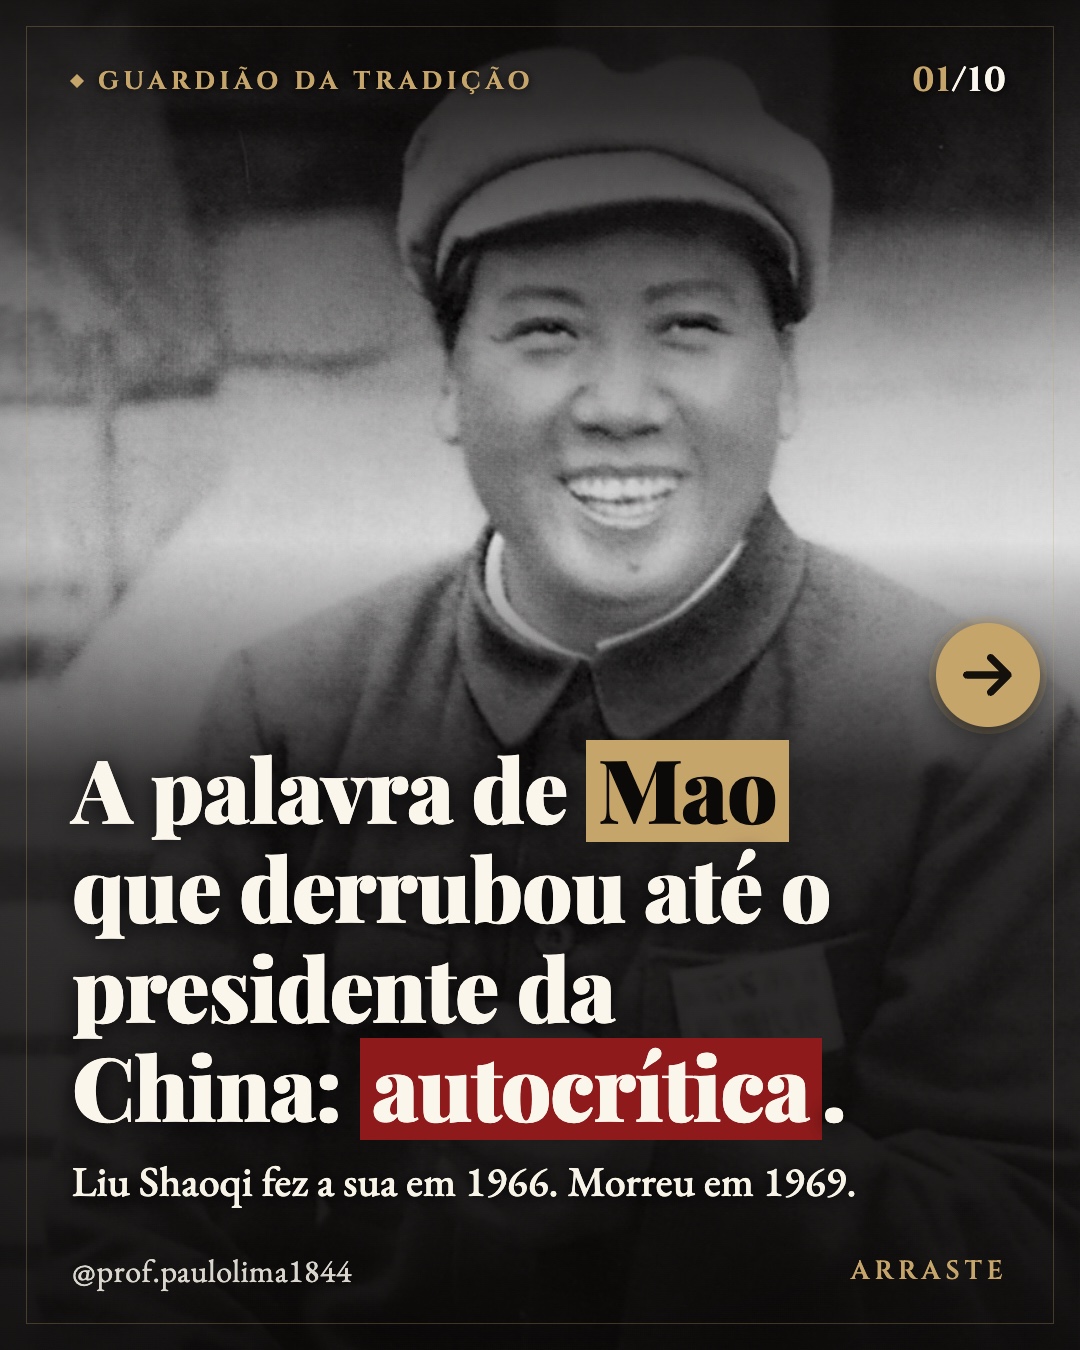 GUARDIÃO DA TRADIÇÃO
01/10
A palavra de Mao
que derrubou até o
presidente da
China: autocrítica.
Liu Shaoqi fez a sua em 1966. Morreu em 1969.
@prof.paulolima1844
ARRASTE